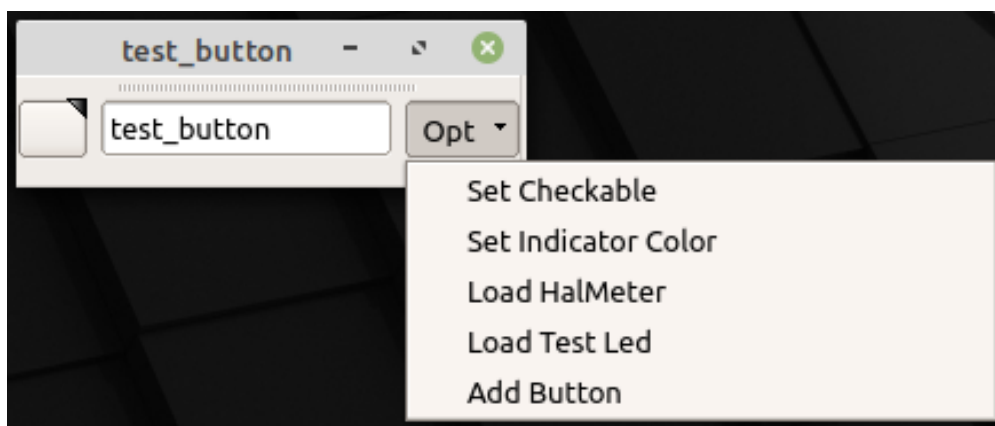 test_button
test_button Opt
Set Checkable
Set Indicator Color
Load HalMeter
Load Test Led
Add Button